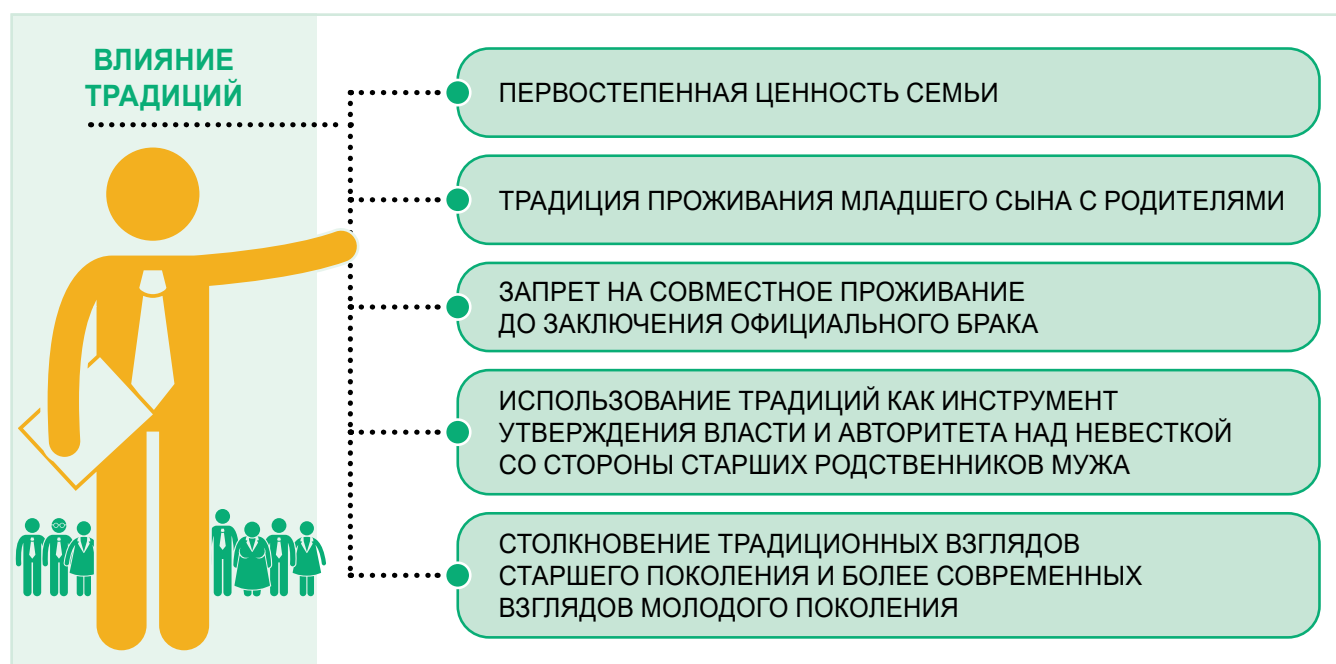 ВЛИЯНИЕ
ТРАДИЦИЙ
ПЕРВОСТЕПЕННАЯ ЦЕННОСТЬ СЕМЬИ
ТРАДИЦИЯ ПРОЖИВАНИЯ МЛАДШЕГО СЫНА С РОДИТЕЛЯМИ
ЗАПРЕТ НА СОВМЕСТНОЕ ПРОЖИВАНИЕ
ДО ЗАКЛЮЧЕНИЯ ОФИЦИАЛЬНОГО БРАКА
ИСПОЛЬЗОВАНИЕ ТРАДИЦИЙ КАК ИНСТРУМЕНТ
УТВЕРЖДЕНИЯ ВЛАСТИ И АВТОРИТЕТА НАД НЕВЕСТКОЙ
СО СТОРОНЫ СТАРШИХ РОДСТВЕННИКОВ МУЖА
СТОЛКНОВЕНИЕ ТРАДИЦИОННЫХ ВЗГЛЯДОВ
СТАРШЕГО ПОКОЛЕНИЯ И БОЛЕЕ СОВРЕМЕННЫХ
ВЗГЛЯДОВ МОЛОДОГО ПОКОЛЕНИЯ